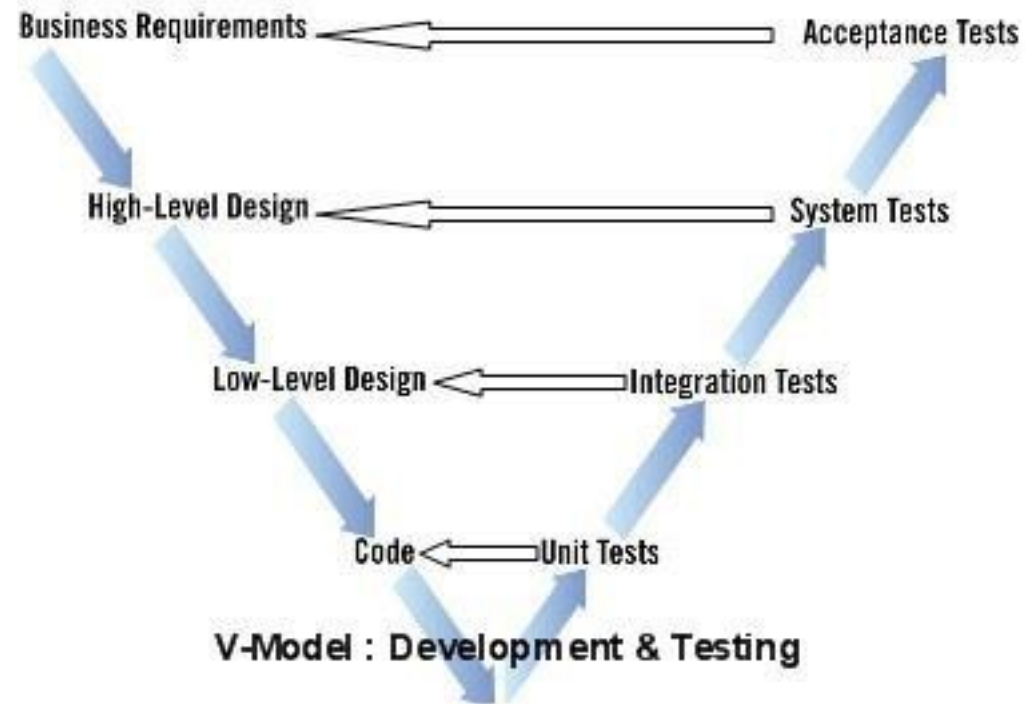 Business Requirements
Acceptance Tests
High-Level Design
System Tests
Low-Level Design
Integration Tests
Code
Unit Tests
V-Model : Development & Testing